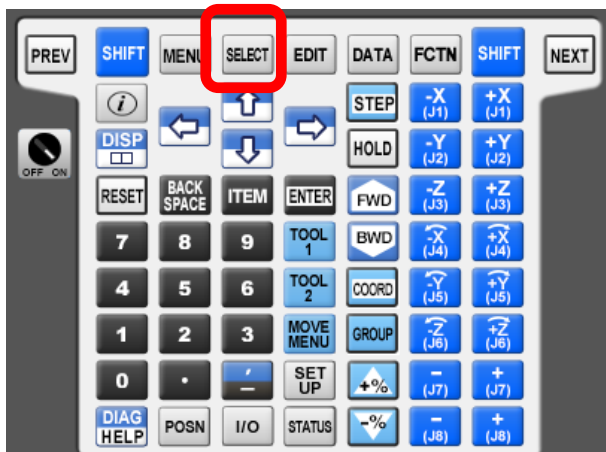 PREV SHIFT MENU SELECT EDIT DATA FCTN SHIFT NEXT
i STEP -X (J1) +X (J1)
DISP HOLD -Y (J2) +Y (J2)
OFF ON
RESET BACK SPACE ITEM ENTER FWD -Z (J3) +Z (J3)
7 8 9 TOOL 1 BWD -X (J4) +X (J4)
4 5 6 TOOL 2 COORD -Y (J5) +Y (J5)
1 2 3 MOVE MENU GROUP -Z (J6) +Z (J6)
0 . , — SET UP +% - (J7) + (J7)
DIAG HELP POSN I/O STATUS -% - (J8) + (J8)